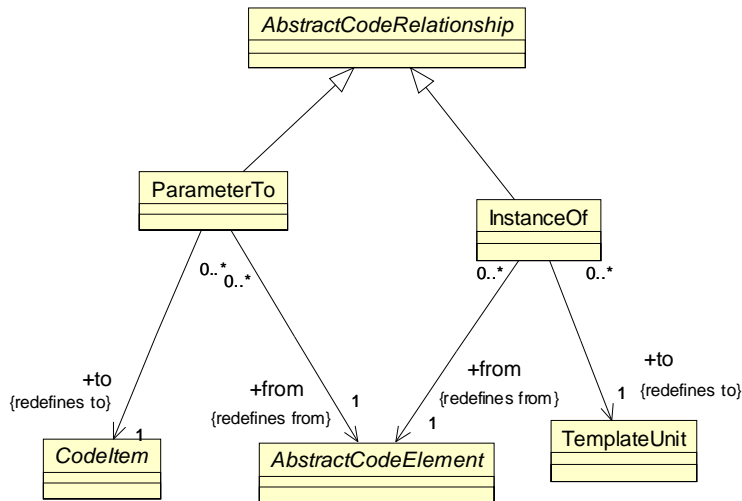 AbstractCodeRelationship
ParameterTo
InstanceOf
0..*
0..*
0..*
0..*
+to
{redefines to}
1
+from
{redefines from}
1
+from
{redefines from}
1
+to
{redefines to}
1
CodeItem
AbstractCodeElement
TemplateUnit